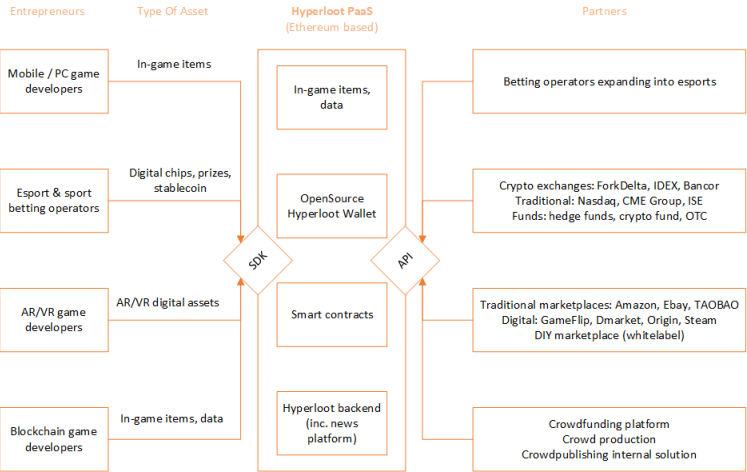 Entrepreneurs
Type Of Asset
Hyperloot PaaS
(Ethereum based)
Partners
Mobile / PC game
developers
In-game items
In-game items,
data
Betting operators expanding into esports
Esport & sport
betting operators
Digital chips, prizes,
stablecoin
OpenSource
Hyperloot Wallet
Crypto exchanges: ForkDelta, IDEX, Bancor
Traditional: Nasdaq, CME Group, ISE
Funds: hedge funds, crypto fund, OTC
SDK
API
AR/VR game
developers
AR/VR digital assets
Smart contracts
Traditional marketplaces: Amazon, Ebay, TAOBAO
Digital: GameFlip, Dmarket, Origin, Steam
DIY marketplace (whitelabel)
Blockchain game
developers
In-game items, data
Hyperloot backend
(inc. news
platform)
Crowdfunding platform
Crowd production
Crowdpublishing internal solution